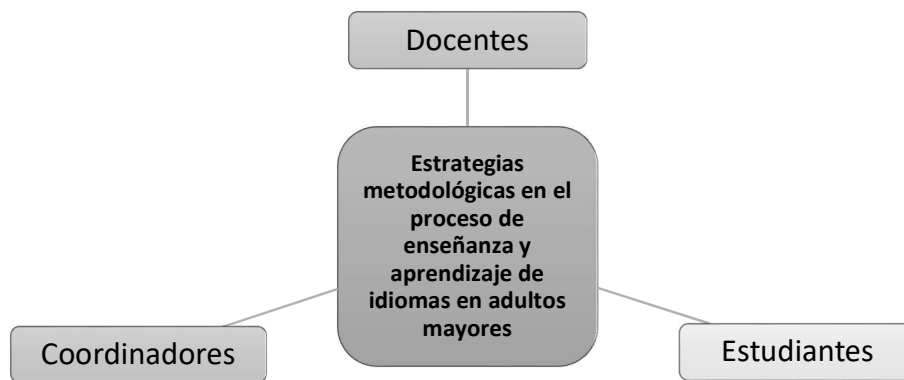 Docentes
Estrategias
metodológicas en el
proceso de
enseñanza y
aprendizaje de
idiomas en adultos
mayores
Coordinadores
Estudiantes